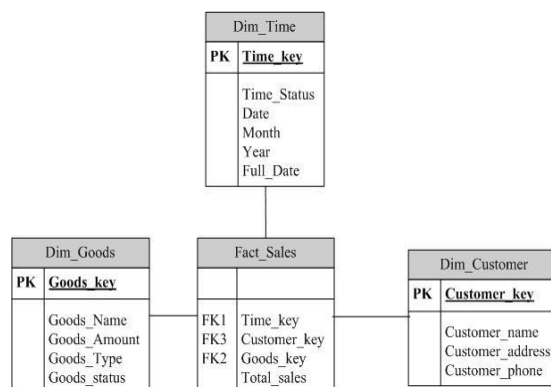 Dim_Time
PK Time_key
Time_Status
Date
Month
Year
Full_Date
Dim_Goods
PK Goods_key
Goods_Name
Goods_Amount
Goods_Type
Goods_status
Fact_Sales
FK1 Time_key
FK3 Customer_key
FK2 Goods_key
Total_sales
Dim_Customer
PK Customer_key
Customer_name
Customer_address
Customer_phone